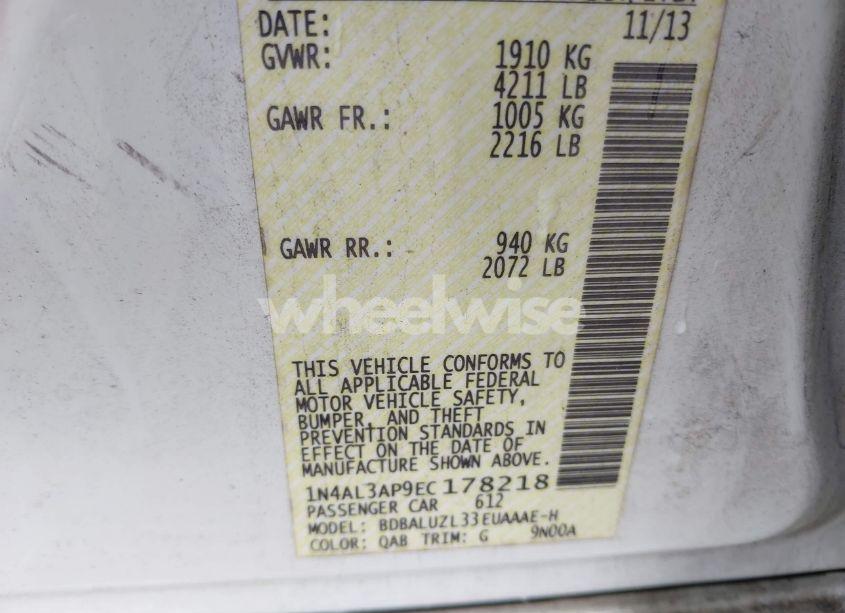 DATE: 11/13
GVWR: 1910 KG
4211 LB
GAWR FR.: 1005 KG
2216 LB
GAWR RR.: 940 KG
2072 LB
wheelwise
THIS VEHICLE CONFORMS TO
ALL APPLICABLE FEDERAL
MOTOR VEHICLE SAFETY,
BUMPER, AND THEFT
PREVENTION STANDARDS IN
EFFECT ON THE DATE OF
MANUFACTURE SHOWN ABOVE.
1N4AL3AP9EC178218
PASSENGER CAR 612
MODEL: BDBALUZL33EUAAAE-H
COLOR: QAB TRIM: G 9N00A